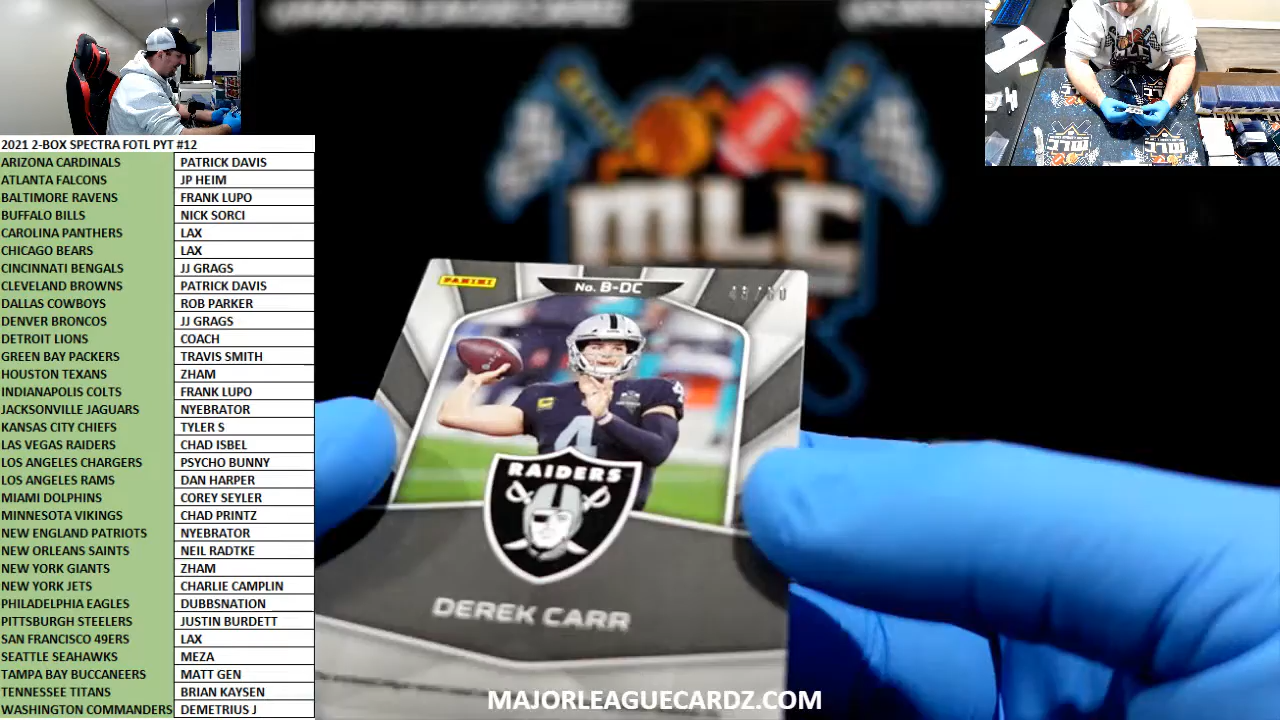 2021 2-BOX SPECTRA FOTL PYT #12
ARIZONA CARDINALS PATRICK DAVIS
ATLANTA FALCONS JP HEIM
BALTIMORE RAVENS FRANK LUPO
BUFFALO BILLS NICK SORCI
CAROLINA PANTHERS LAX
CHICAGO BEARS LAX
CINCINNATI BENGALS JJ GRAGS
CLEVELAND BROWNS PATRICK DAVIS
DALLAS COWBOYS ROB PARKER
DENVER BRONCOS JJ GRAGS
DETROIT LIONS COACH
GREEN BAY PACKERS TRAVIS SMITH
HOUSTON TEXANS ZHAM
INDIANAPOLIS COLTS FRANK LUPO
JACKSONVILLE JAGUARS NYEBRATOR
KANSAS CITY CHIEFS TYLER S
LAS VEGAS RAIDERS CHAD ISBEL
LOS ANGELES CHARGERS PSYCHO BUNNY
LOS ANGELES RAMS DAN HARPER
MIAMI DOLPHINS COREY SEYLER
MINNESOTA VIKINGS CHAD PRINTZ
NEW ENGLAND PATRIOTS NYEBRATOR
NEW ORLEANS SAINTS NEIL RADTKE
NEW YORK GIANTS ZHAM
NEW YORK JETS CHARLIE CAMPLIN
PHILADELPHIA EAGLES DUBBSNATION
PITTSBURGH STEELERS JUSTIN BURDETT
SAN FRANCISCO 49ERS LAX
SEATTLE SEAHAWKS MEZA
TAMPA BAY BUCCANEERS MATT GEN
TENNESSEE TITANS BRIAN KAYSEN
WASHINGTON COMMANDERS DEMETRIUS J
MLC
PANINI
No. B-DC
4
RAIDERS
DEREK CARR
MAJORLEAGUECARDZ.COM
MLC